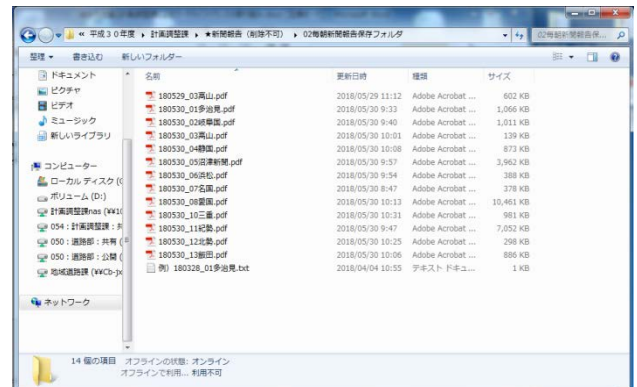 « 平成３０年度 ▸ 計画調整課 ▸ ★新聞報告（削除不可） ▸ 02毎朝新聞報告保存フォルダ
02毎朝新聞報告保...
整理 ▾ 書き込む 新しいフォルダー
ドキュメント
ピクチャ
ビデオ
ミュージック
新しいライブラリ
コンピューター
ローカル ディスク (C
ボリューム (D:)
計画調整課nas (¥¥10
054：計画調整課：共
050：道路部：共有 (
050：道路部：公開 (
地域道路課 (¥¥Cb-jx
ネットワーク
名前 更新日時 種類 サイズ
180529_03高山.pdf 2018/05/29 11:12 Adobe Acrobat ... 602 KB
180530_01多治見.pdf 2018/05/30 9:33 Adobe Acrobat ... 1,066 KB
180530_02岐阜国.pdf 2018/05/30 9:40 Adobe Acrobat ... 1,011 KB
180530_03高山.pdf 2018/05/30 10:01 Adobe Acrobat ... 139 KB
180530_04静国.pdf 2018/05/30 10:08 Adobe Acrobat ... 873 KB
180530_05沼津新聞.pdf 2018/05/30 9:57 Adobe Acrobat ... 3,962 KB
180530_06浜松.pdf 2018/05/30 9:54 Adobe Acrobat ... 388 KB
180530_07名国.pdf 2018/05/30 8:47 Adobe Acrobat ... 378 KB
180530_08愛国.pdf 2018/05/30 10:13 Adobe Acrobat ... 10,461 KB
180530_10三重.pdf 2018/05/30 10:31 Adobe Acrobat ... 981 KB
180530_11紀勢.pdf 2018/05/30 9:47 Adobe Acrobat ... 7,052 KB
180530_12北勢.pdf 2018/05/30 10:25 Adobe Acrobat ... 298 KB
180530_13飯田.pdf 2018/05/30 10:06 Adobe Acrobat ... 886 KB
例）180328_01多治見.txt 2018/04/04 10:55 テキスト ドキュ... 1 KB
14 個の項目 オフラインの状態: オンライン
オフラインで利用... 利用不可